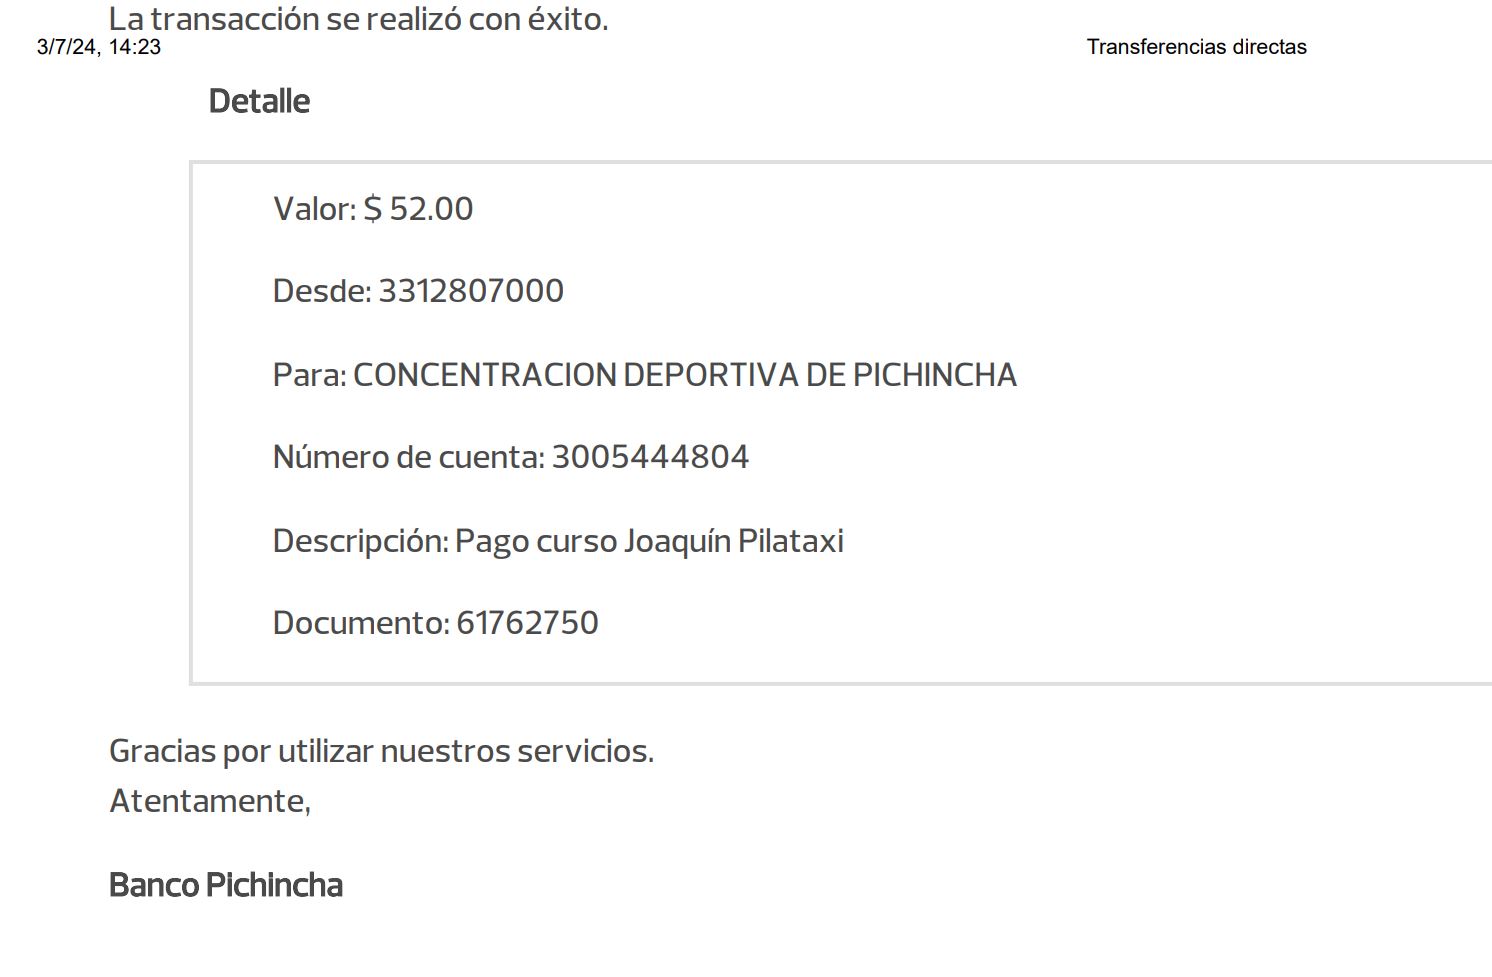 La transacción se realizó con éxito.
3/7/24, 14:23
Transferencias directas
Detalle
Valor: $ 52.00
Desde: 3312807000
Para: CONCENTRACION DEPORTIVA DE PICHINCHA
Número de cuenta: 3005444804
Descripción: Pago curso Joaquín Pilataxi
Documento: 61762750
Gracias por utilizar nuestros servicios.
Atentamente,
Banco Pichincha